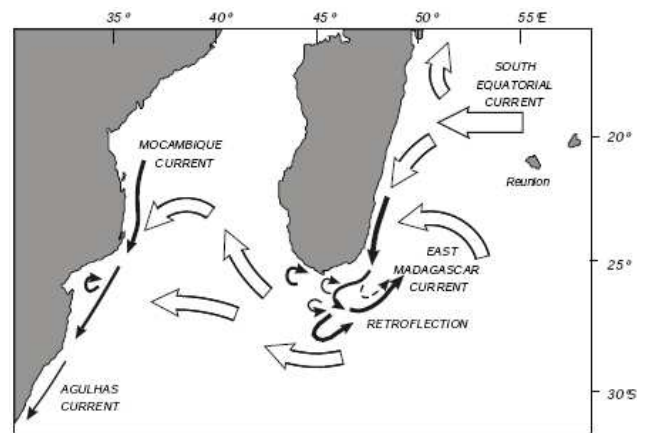 35°
40°
45°
50°
55°E
SOUTH
EQUATORIAL
CURRENT
MOCAMBIQUE
CURRENT
20°
Reunion
EAST
MADAGASCAR
CURRENT
25°
RETROFLECTION
AGULHAS
CURRENT
30°S